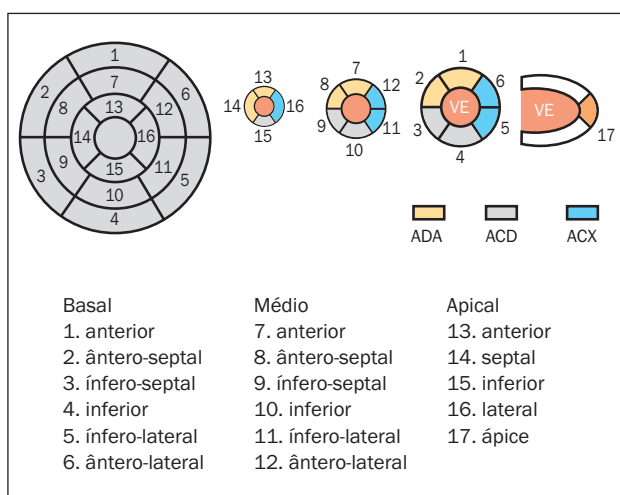 1
2 7 6
8 13 12
14 16
3 9 15 11 5
10
4
13
14 16
15
7
8 12
9 11
10
1
2 6
VE
3 5
4
VE
17
ADA ACD ACX
Basal
1. anterior
2. ântero-septal
3. ínfero-septal
4. inferior
5. ínfero-lateral
6. ântero-lateral
Médio
7. anterior
8. ântero-septal
9. ínfero-septal
10. inferior
11. ínfero-lateral
12. ântero-lateral
Apical
13. anterior
14. septal
15. inferior
16. lateral
17. ápice